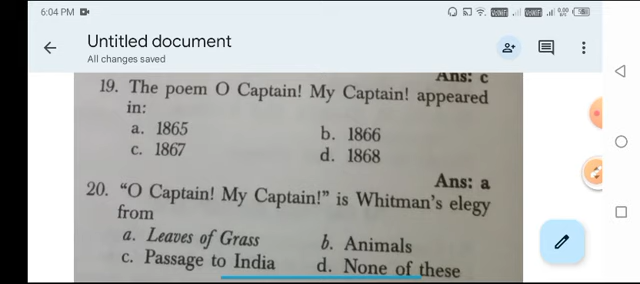 6:04 PM
Untitled document
All changes saved
Ans: c
19. The poem O Captain! My Captain! appeared
in:
a. 1865
b. 1866
c. 1867
d. 1868
Ans: a
20. “O Captain! My Captain!” is Whitman’s elegy
from
a. Leaves of Grass
b. Animals
c. Passage to India
d. None of these